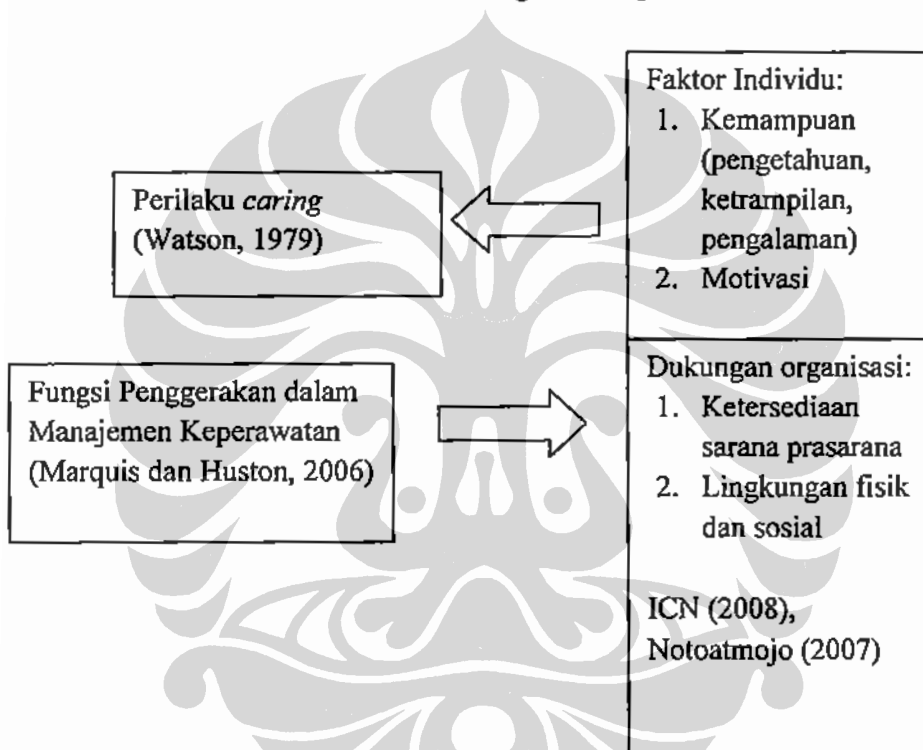 Perilaku caring
(Watson, 1979)
Fungsi Penggerakan dalam
Manajemen Keperawatan
(Marquis dan Huston, 2006)
Faktor Individu:
1. Kemampuan
(pengetahuan,
ketrampilan,
pengalaman)
2. Motivasi
Dukungan organisasi:
1. Ketersediaan
sarana prasarana
2. Lingkungan fisik
dan sosial
ICN (2008),
Notoatmojo (2007)